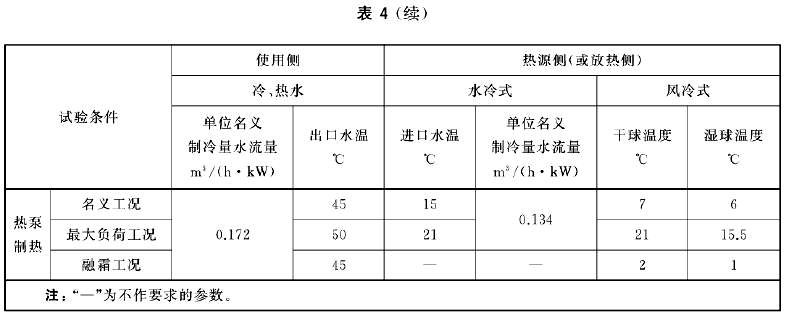 表 4（续）
试验条件
使用侧
热源侧(或放热侧)
冷、热水
水冷式
风冷式
单位名义
制冷量水流量
m³/(h·kW)
出口水温
℃
进口水温
℃
单位名义
制冷量水流量
m³/(h·kW)
干球温度
℃
湿球温度
℃
热泵
制热
名义工况
0.172
45
15
0.134
7
6
最大负荷工况
50
21
21
15.5
融霜工况
45
—
—
2
1
注：“—”为不作要求的参数。